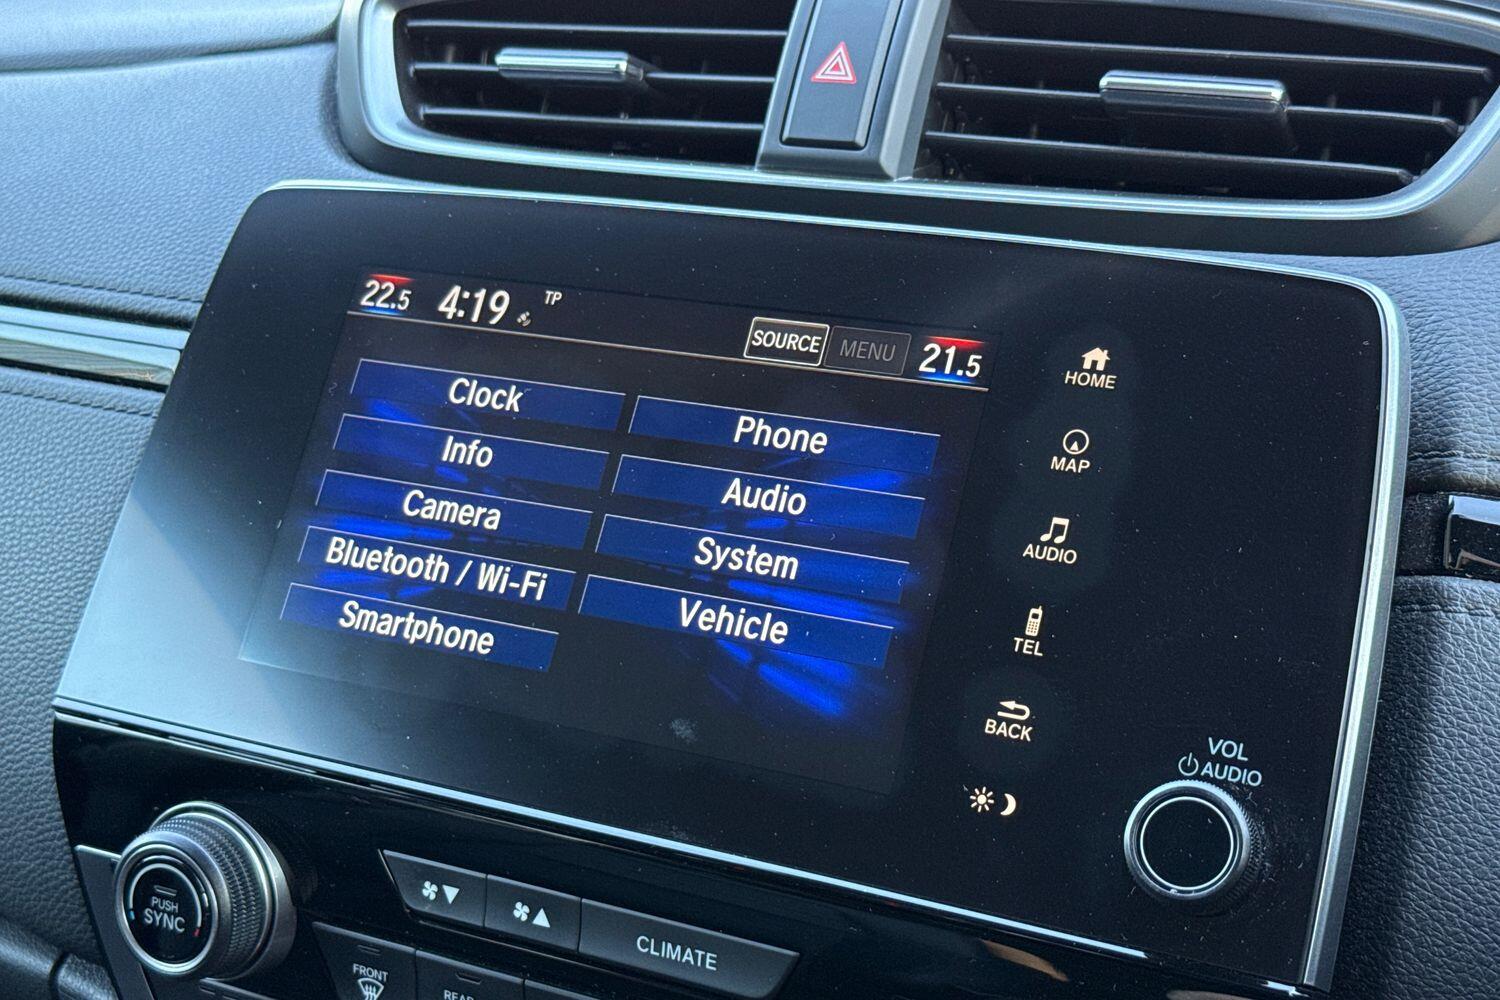 22.5 4:19 TP
SOURCE MENU 21.5
Clock
Phone
Info
Audio
Camera
System
Bluetooth / Wi-Fi
Vehicle
Smartphone
HOME
MAP
AUDIO
TEL
BACK
VOL
AUDIO
PUSH
SYNC
CLIMATE
FRONT
REAR